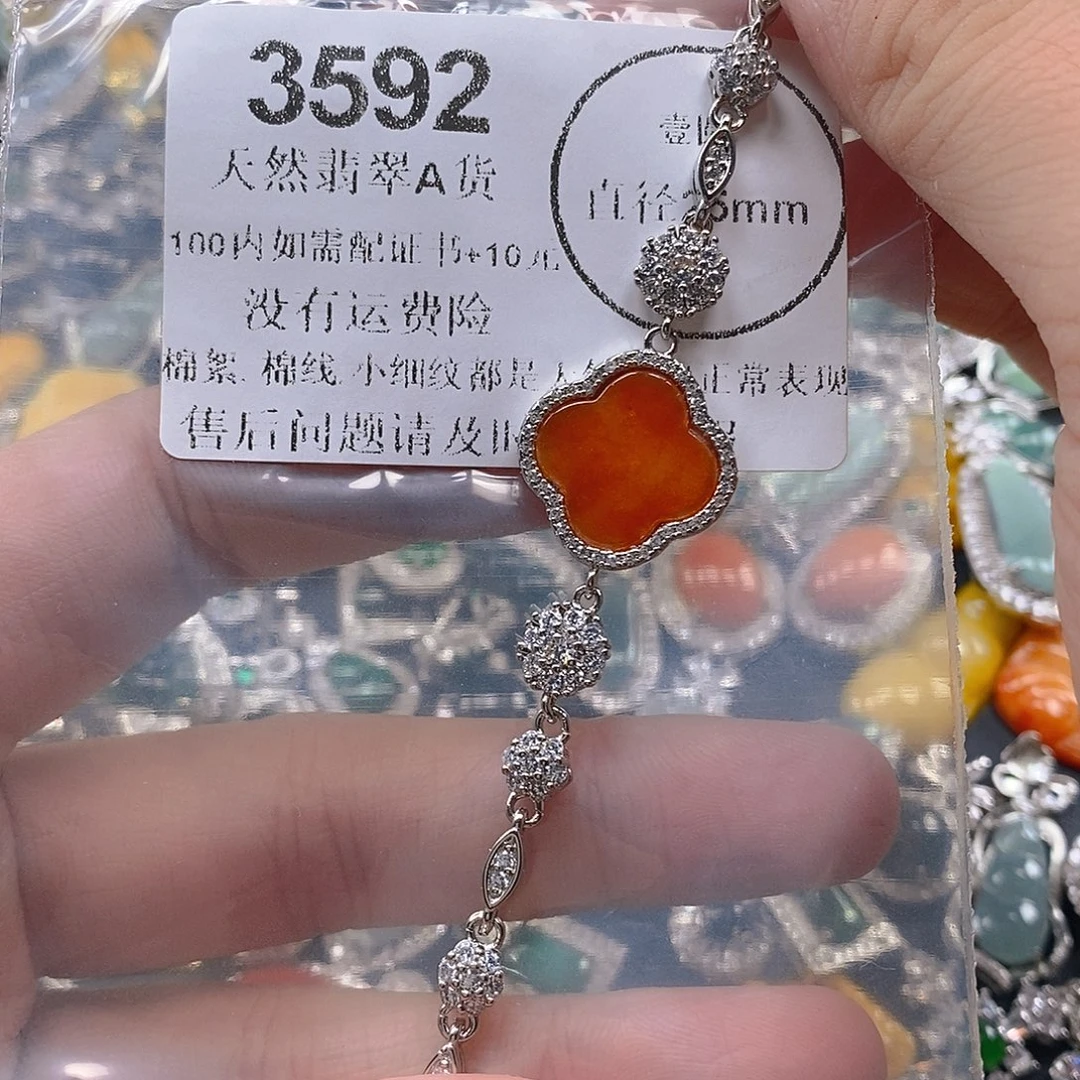 3592
天然翡翠A货
100内如需配证书+10元
没有运费险
棉絮 棉线 小细纹都是 正常表现
售后问题请及
壹
直径 5mm